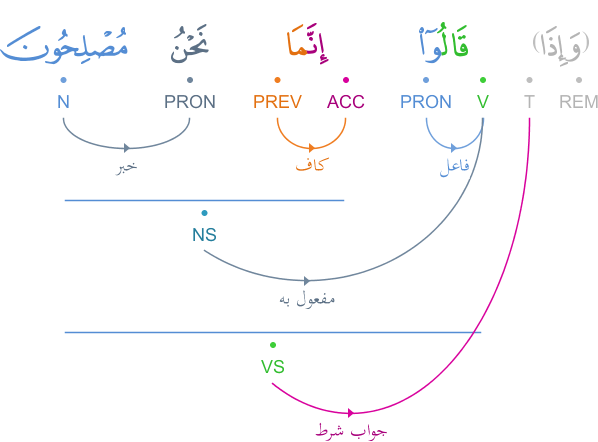 (وَإِذَا) قَالُوٓا۟ إِنَّمَا نَحْنُ مُصْلِحُونَ
N PRON PREV ACC PRON V T REM
خبر كاف فاعل
NS
مفعول به
VS
جواب شرط